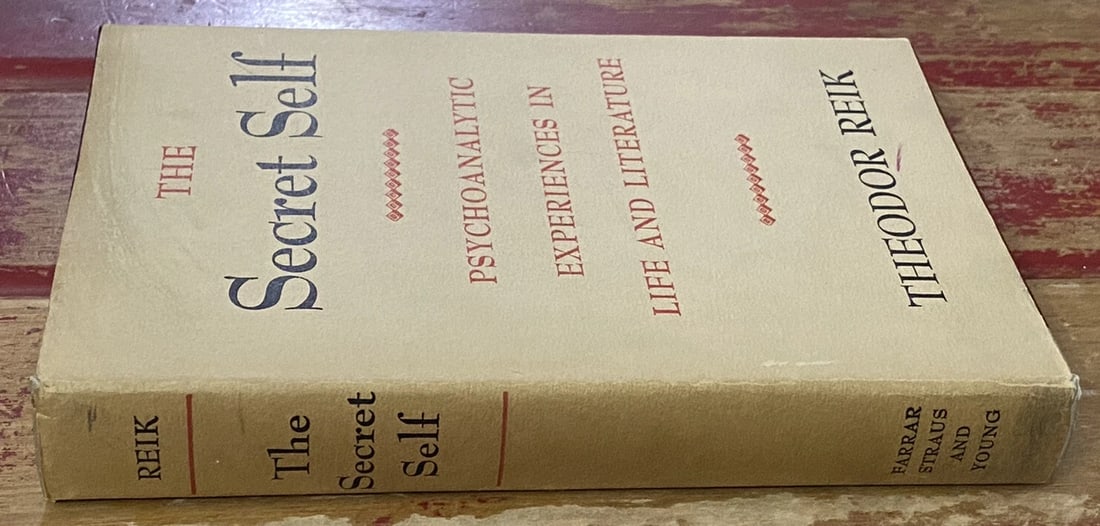 THE
Secret Self
PSYCHOANALYTIC
EXPERIENCES IN
LIFE AND LITERATURE
THEODOR REIK
REIK
The
Secret
Self
FARRAR
STRAUS
AND
YOUNG